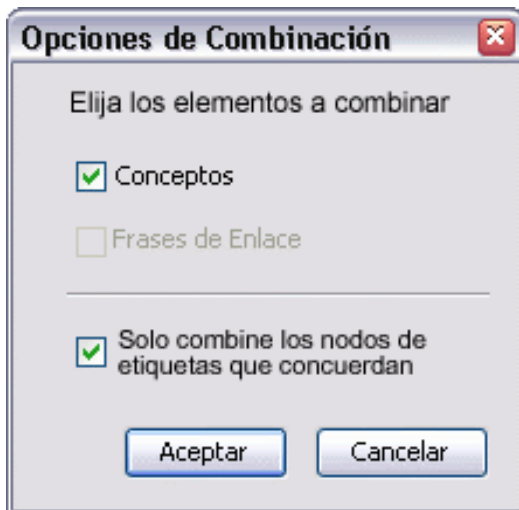 Opciones de Combinación
Elija los elementos a combinar
Conceptos
Frases de Enlace
Solo combine los nodos de
etiquetas que concuerdan
Aceptar
Cancelar